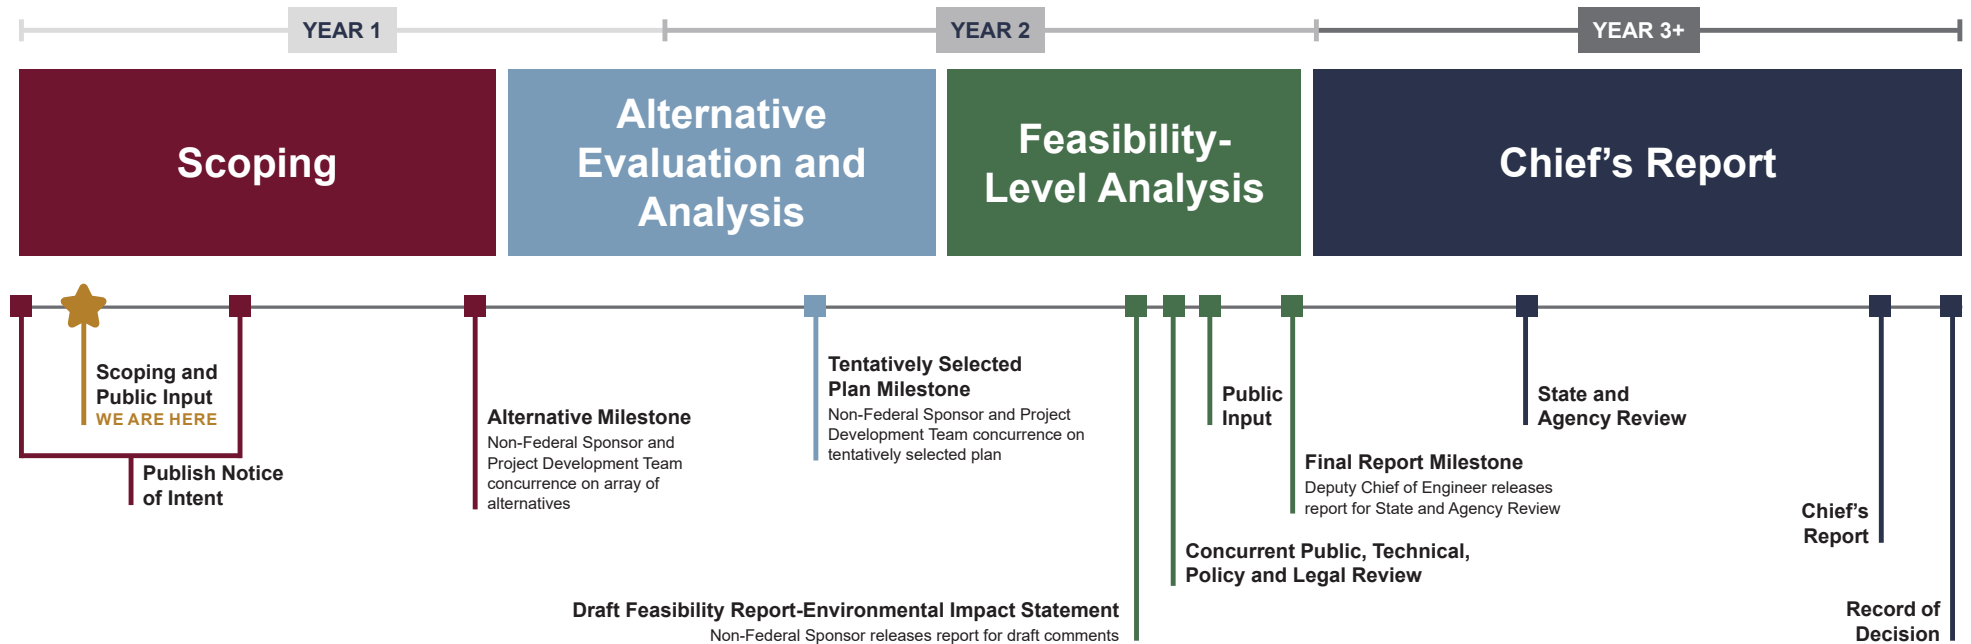 YEAR 1
YEAR 2
YEAR 3+
Scoping
Alternative
Evaluation and
Analysis
Feasibility-
Level Analysis
Chief’s Report
Scoping and
Public Input
WE ARE HERE
Publish Notice
of Intent
Alternative Milestone
Non-Federal Sponsor and
Project Development Team
concurrence on array of
alternatives
Tentatively Selected
Plan Milestone
Non-Federal Sponsor and Project
Development Team concurrence on
tentatively selected plan
Draft Feasibility Report-Environmental Impact Statement
Non-Federal Sponsor releases report for draft comments
Concurrent Public, Technical,
Policy and Legal Review
Public
Input
Final Report Milestone
Deputy Chief of Engineer releases
report for State and Agency Review
State and
Agency Review
Chief’s
Report
Record of
Decision